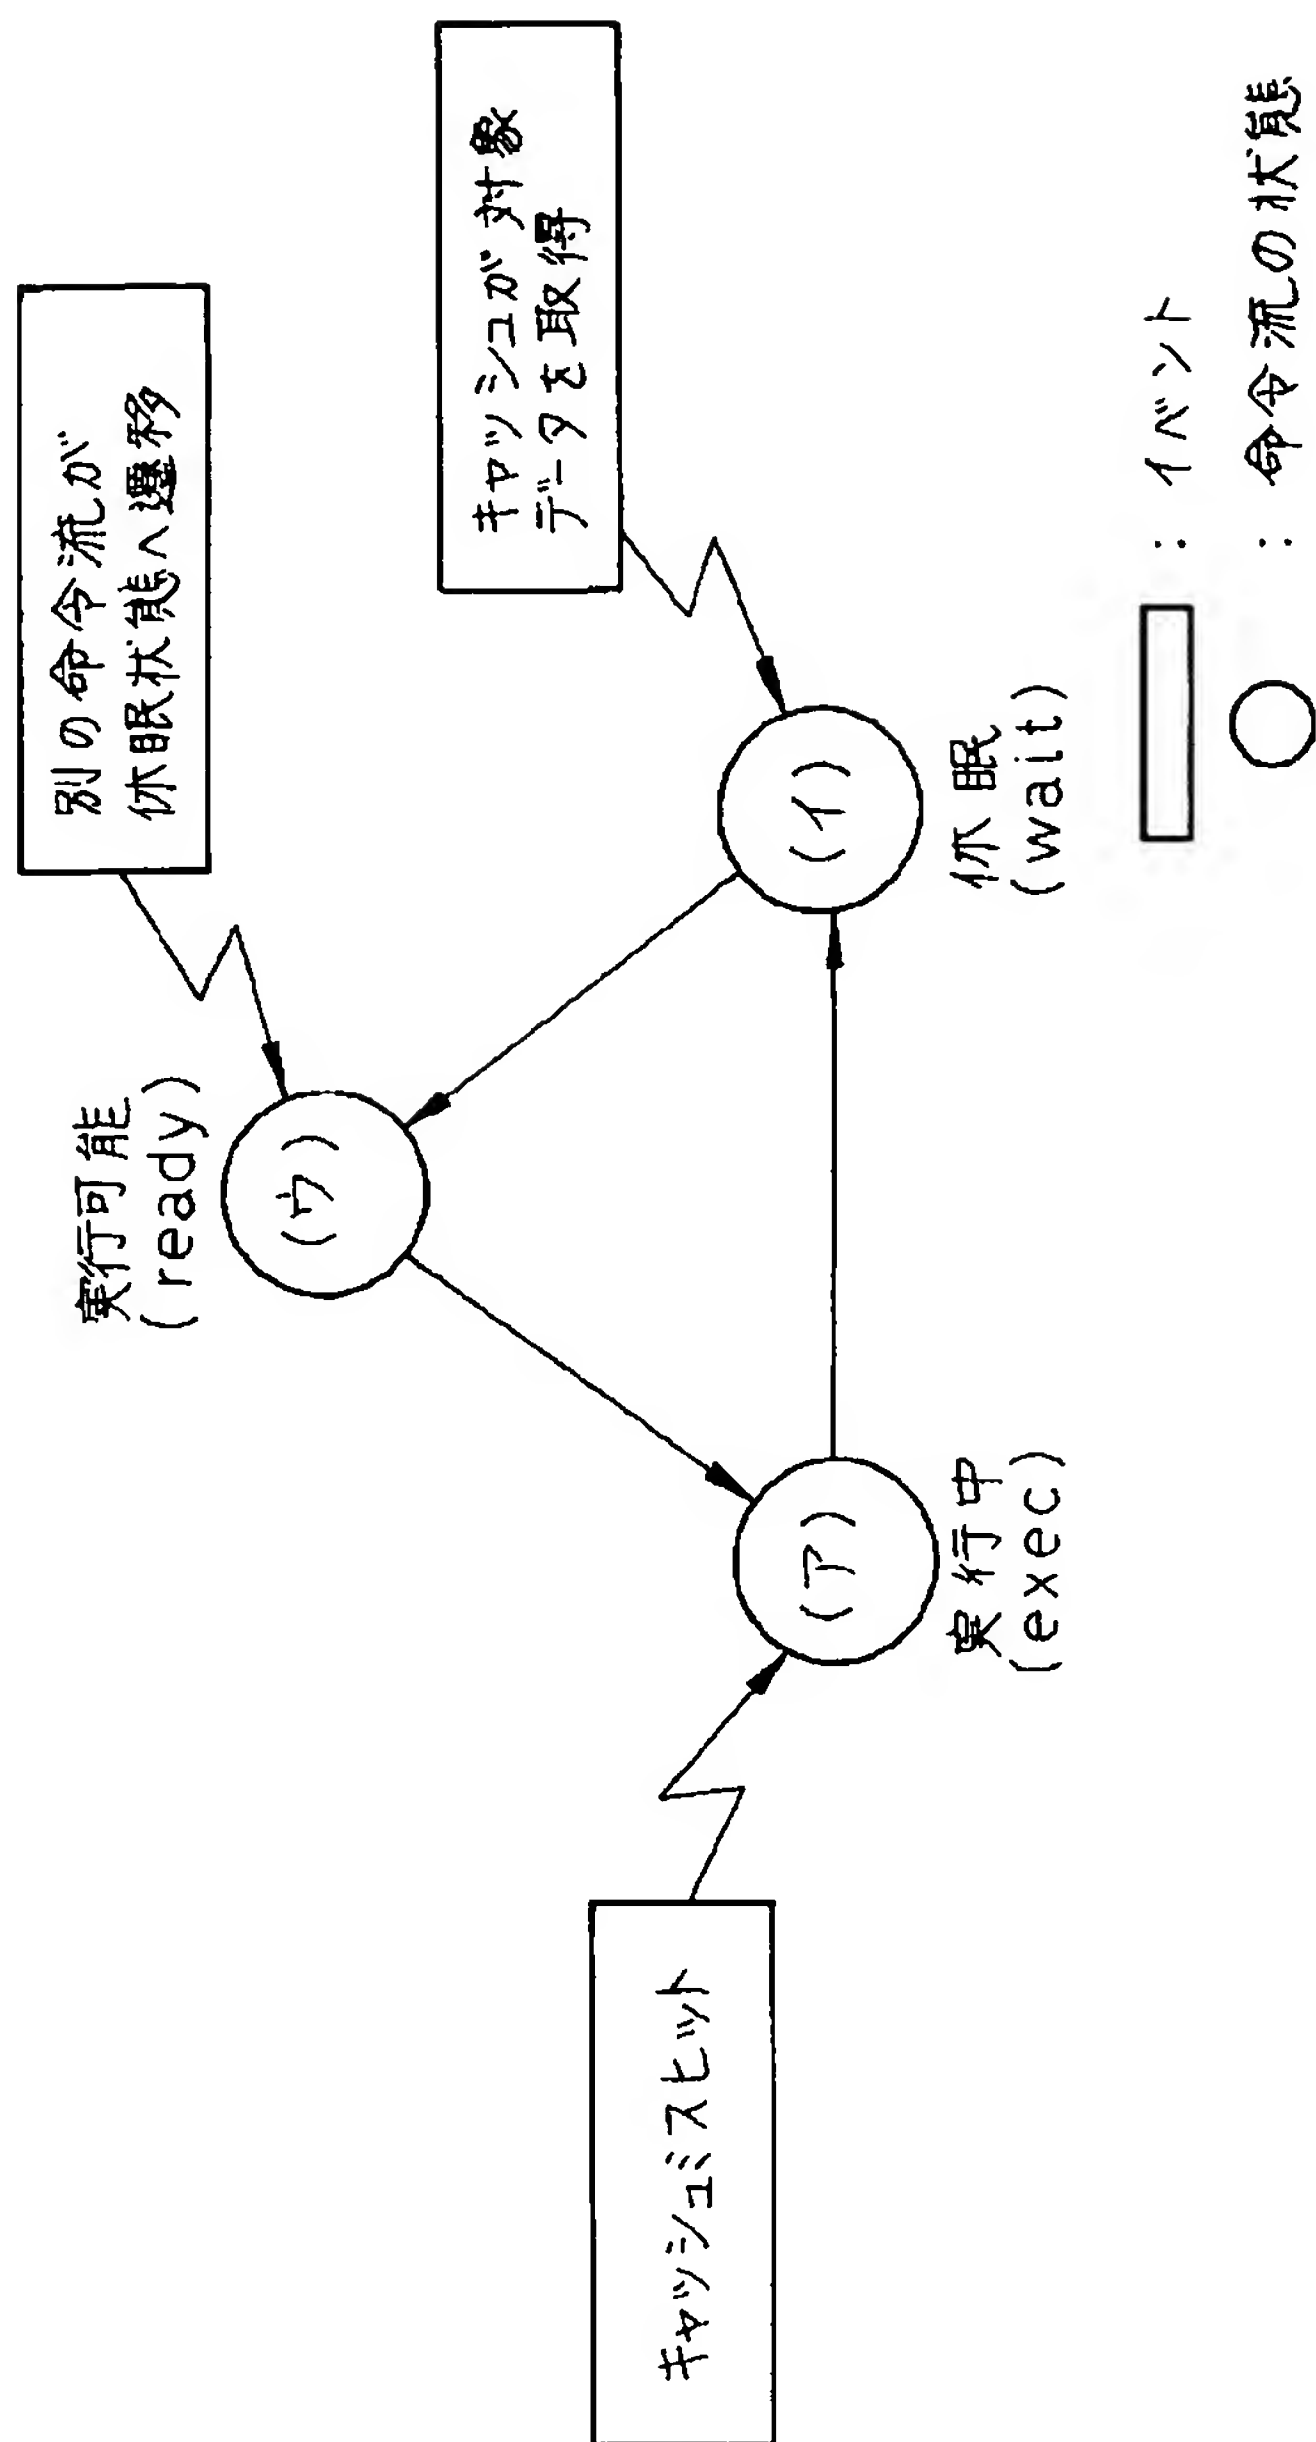 別の命令流が
休眠状態へ遷移
キャッシュが対象
データを取得
実行可能
(ready)
(ウ)
(ア)
(イ)
実行中
(exec)
休眠
(wait)
キャッシュミスヒット
: イベント
: 命令流の状態